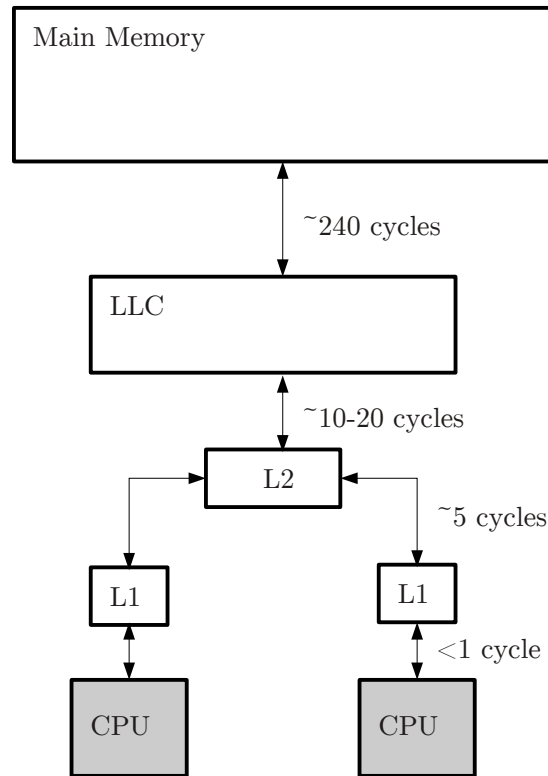 Main Memory
~240 cycles
LLC
~10-20 cycles
L2
~5 cycles
L1
L1
<1 cycle
CPU
CPU